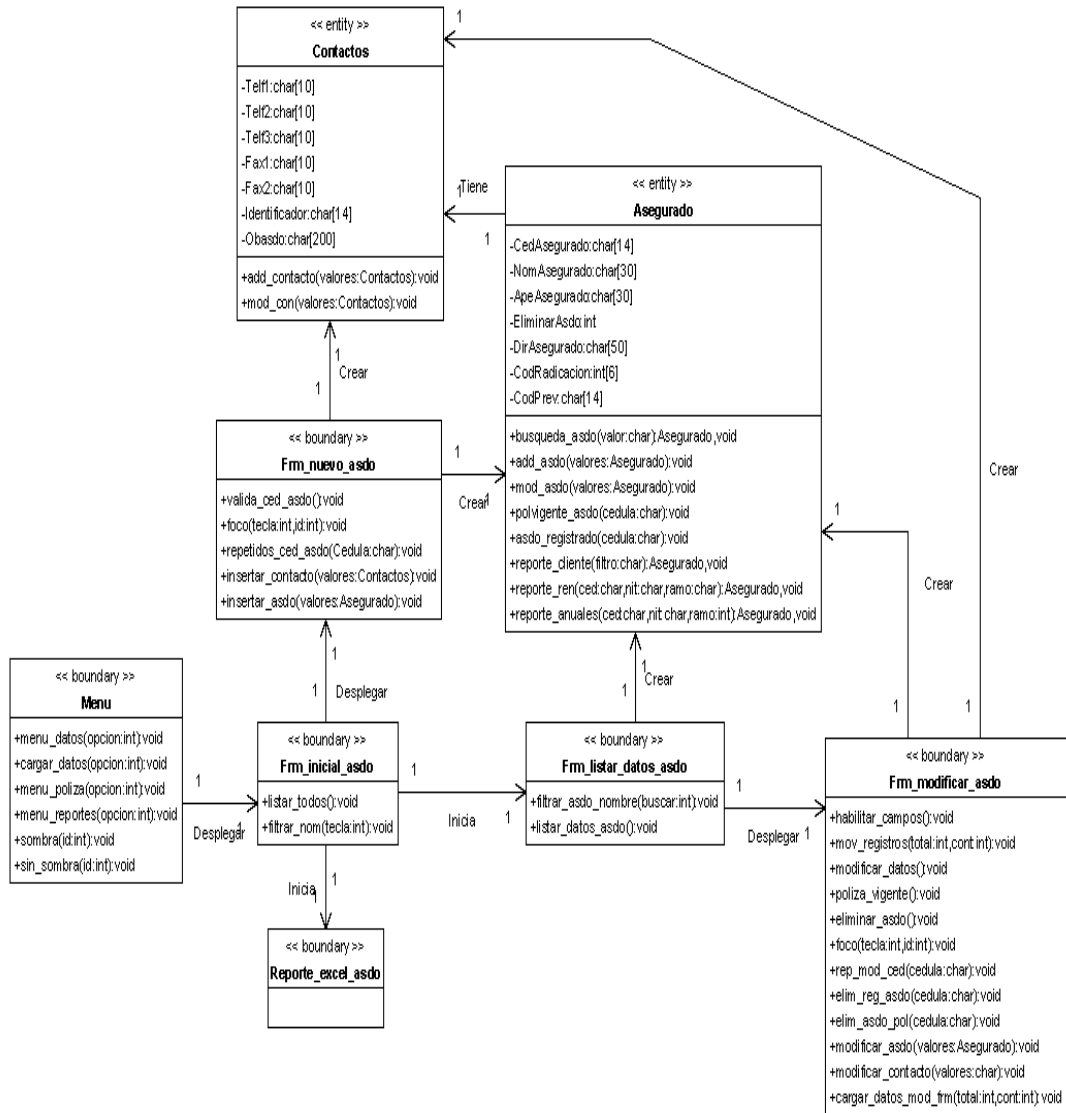 << entity >>
Contactos
-Telf1:char[10]
-Telf2:char[10]
-Telf3:char[10]
-Fax1:char[10]
-Fax2:char[10]
-Identificador:char[14]
-Obasdo:char[200]
+add_contacto(valores:Contactos):void
+mod_con(valores:Contactos):void
1
1
Tiene
1
<< entity >>
Asegurado
-CedAsegurado:char[14]
-NomAsegurado:char[30]
-ApeAsegurado:char[30]
-EliminarAsdo:int
-DirAsegurado:char[50]
-CodRadicacion:int[6]
-CodPrev:char[14]
+busqueda_asdo(valor:char):Asegurado,void
+add_asdo(valores:Asegurado):void
+mod_asdo(valores:Asegurado):void
+polvigente_asdo(cedula:char):void
+asdo_registrado(cedula:char):void
+reporte_cliente(filtro:char):Asegurado,void
+reporte_ren(ced:char,nit:char,ramo:char):Asegurado,void
+reporte_anuales(ced:char,nit:char,ramo:int):Asegurado,void
1
Crear
1
<< boundary >>
Frm_nuevo_asdo
+valida_ced_asdo():void
+foco(tecla:int,id:int):void
+repetidos_ced_asdo(Cedula:char):void
+insertar_contacto(valores:Contactos):void
+insertar_asdo(valores:Asegurado):void
1
Crear
1
Crear
1
Crear
1
1
1
1
1
Desplegar
1
Crear
1
<< boundary >>
Menu
+menu_datos(opcion:int):void
+cargar_datos(opcion:int):void
+menu_poliza(opcion:int):void
+menu_reportes(opcion:int):void
+sombra(id:int):void
+sin_sombra(id:int):void
1
Desplegar
1
<< boundary >>
Frm_inicial_asdo
+listar_todos():void
+filtrar_nom(tecla:int):void
1
Inicia
1
<< boundary >>
Frm_listar_datos_asdo
+filtrar_asdo_nombre(buscar:int):void
+listar_datos_asdo():void
1
Desplegar
1
<< boundary >>
Frm_modificar_asdo
+habilitar_campos():void
+mov_registros(total:int,cont:int):void
+modificar_datos():void
+poliza_vigente():void
+eliminar_asdo():void
+foco(tecla:int,id:int):void
+rep_mod_ced(cedula:char):void
+elim_reg_asdo(cedula:char):void
+elim_asdo_pol(cedula:char):void
+modificar_asdo(valores:Asegurado):void
+modificar_contacto(valores:char):void
+cargar_datos_mod_frm(total:int,cont:int):void
1
Inicia
1
<< boundary >>
Reporte_excel_asdo